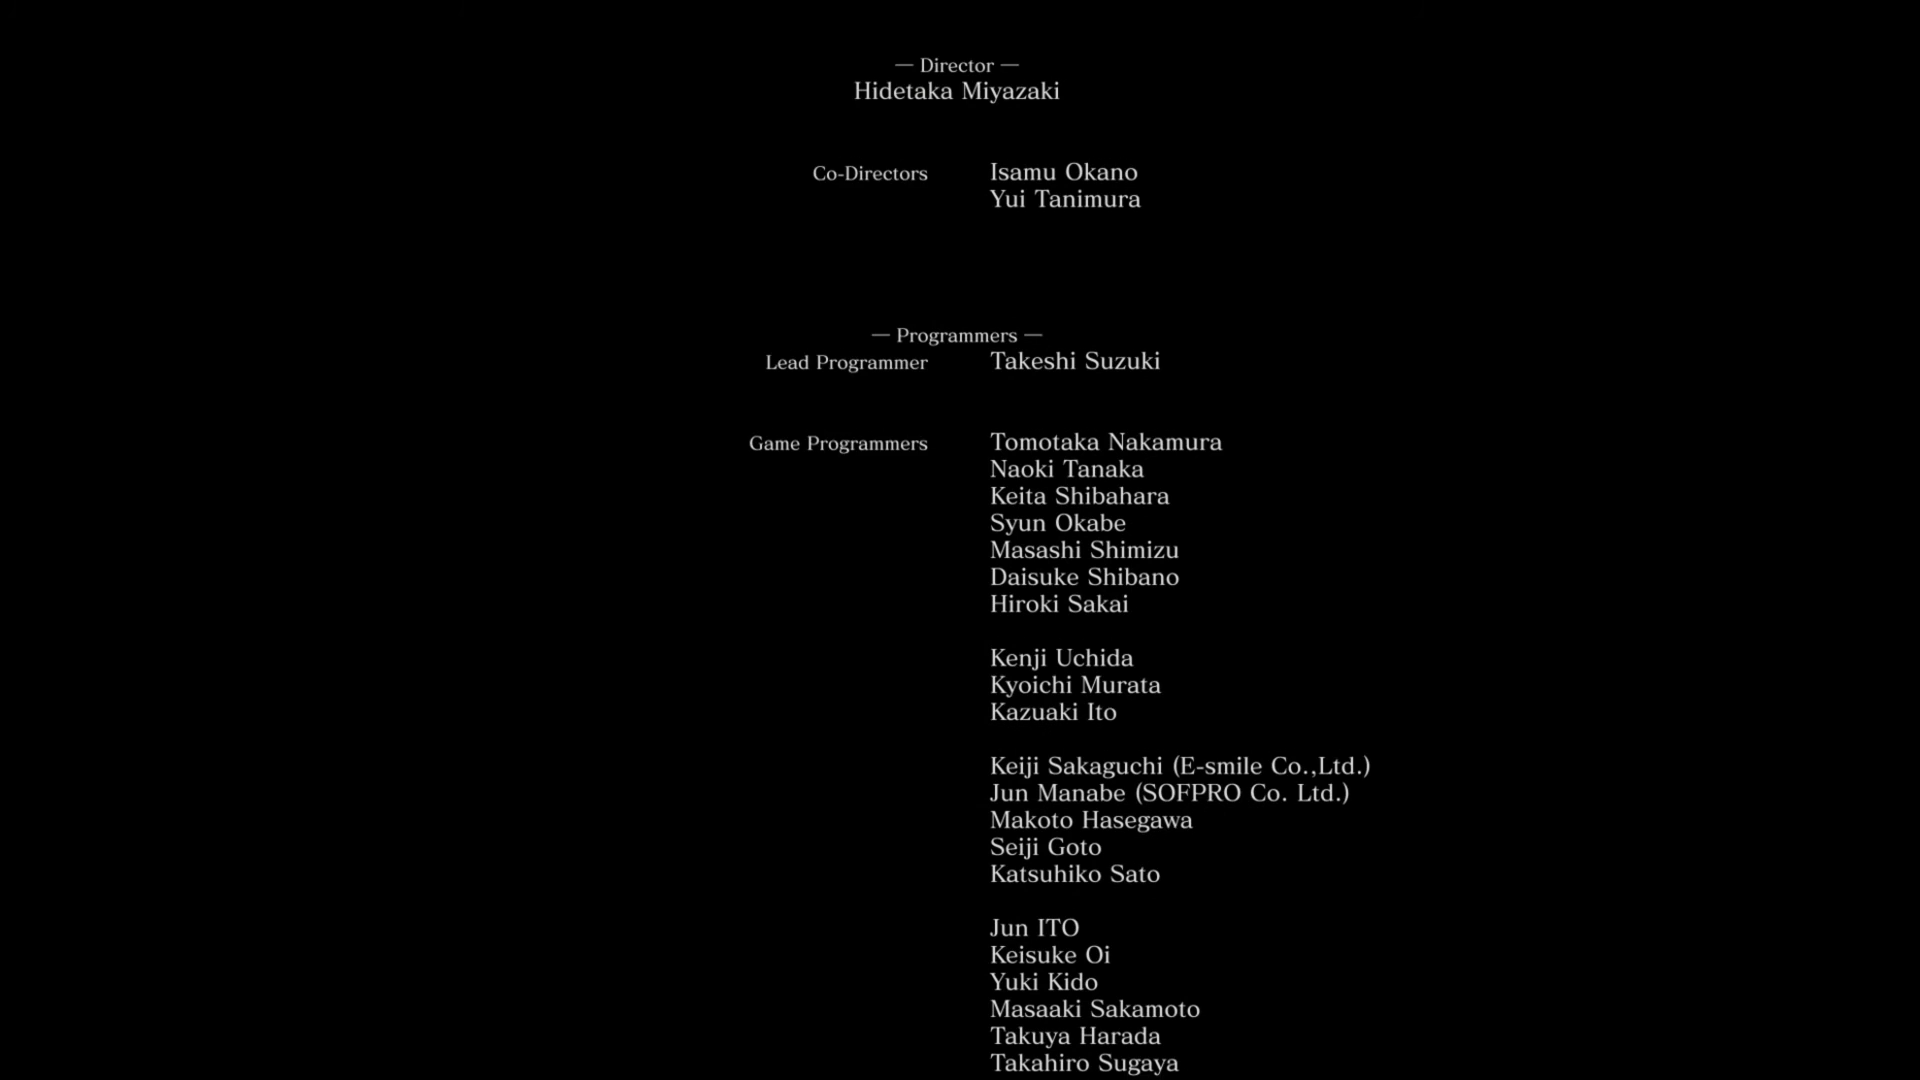 — Director —
Hidetaka Miyazaki
Co-Directors Isamu Okano
Yui Tanimura
— Programmers —
Lead Programmer Takeshi Suzuki
Game Programmers Tomotaka Nakamura
Naoki Tanaka
Keita Shibahara
Syun Okabe
Masashi Shimizu
Daisuke Shibano
Hiroki Sakai
Kenji Uchida
Kyoichi Murata
Kazuaki Ito
Keiji Sakaguchi (E-smile Co.,Ltd.)
Jun Manabe (SOFPRO Co. Ltd.)
Makoto Hasegawa
Seiji Goto
Katsuhiko Sato
Jun ITO
Keisuke Oi
Yuki Kido
Masaaki Sakamoto
Takuya Harada
Takahiro Sugaya